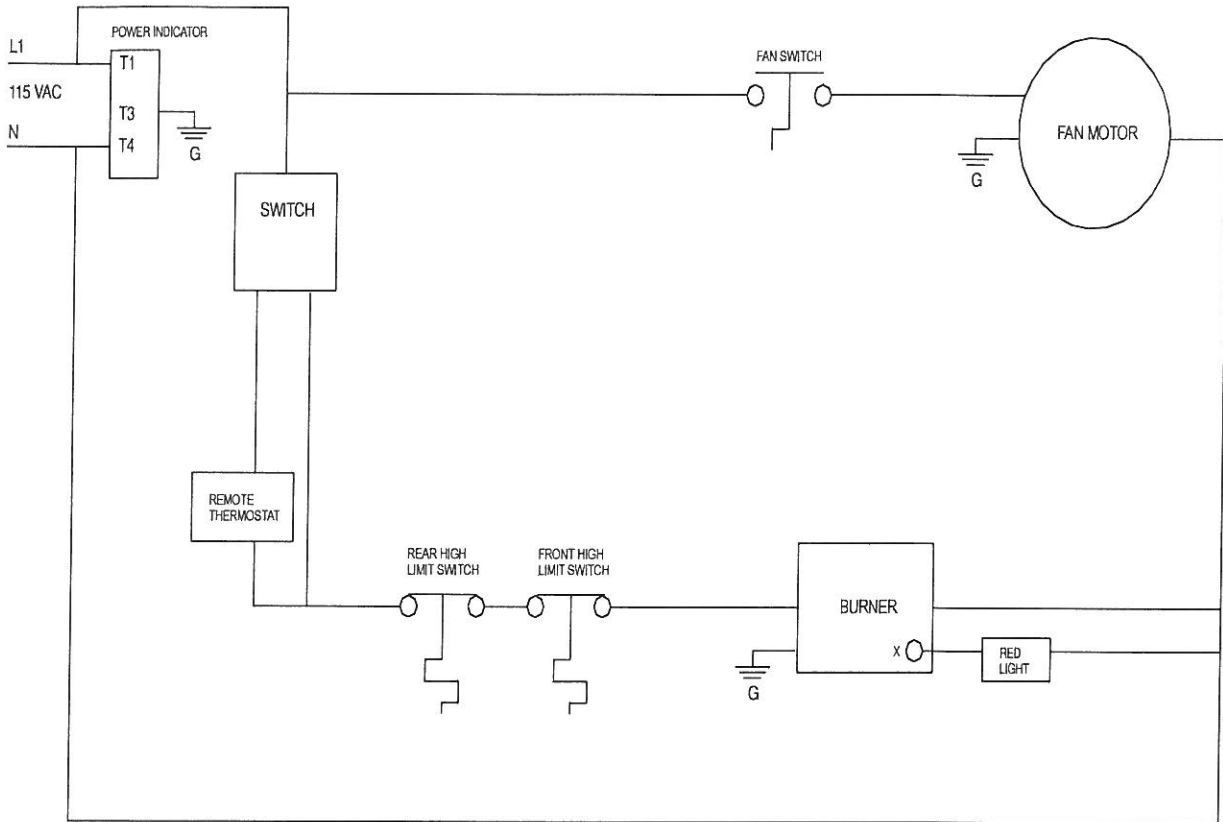 POWER INDICATOR
L1
T1
115 VAC
T3
N
T4
G
FAN SWITCH
FAN MOTOR
G
SWITCH
REMOTE
THERMOSTAT
REAR HIGH
LIMIT SWITCH
FRONT HIGH
LIMIT SWITCH
BURNER
X
G
RED
LIGHT